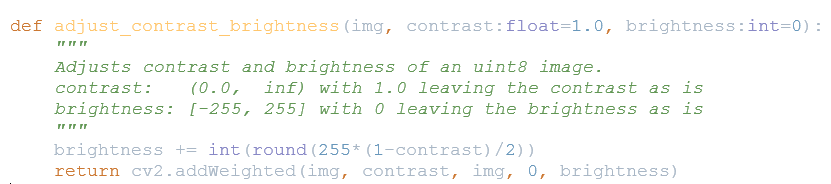 def adjust_contrast_brightness(img, contrast:float=1.0, brightness:int=0):
    """
    Adjusts contrast and brightness of an uint8 image.
    contrast:   (0.0,  inf) with 1.0 leaving the contrast as is
    brightness: [-255, 255] with 0 leaving the brightness as is
    """
    brightness += int(round(255*(1-contrast)/2))
    return cv2.addWeighted(img, contrast, img, 0, brightness)